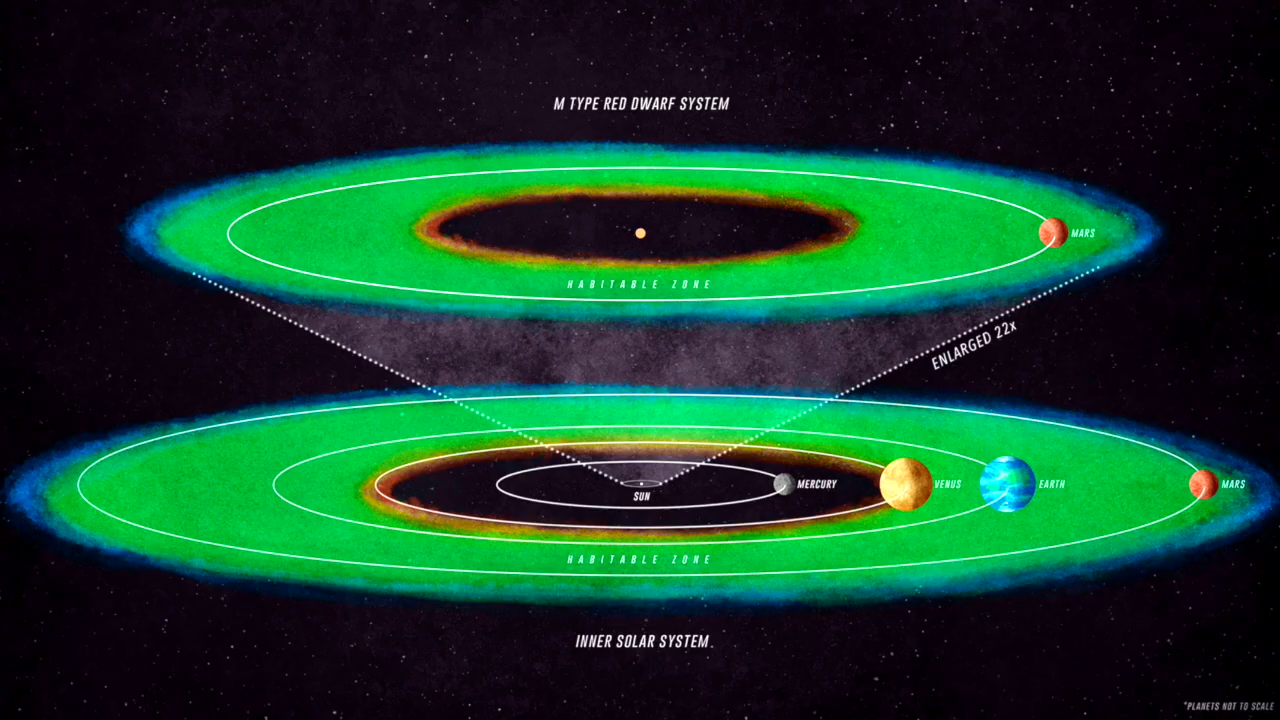 M TYPE RED DWARF SYSTEM
MARS
HABITABLE ZONE
ENLARGED 22x
SUN
MERCURY
VENUS
EARTH
MARS
HABITABLE ZONE
INNER SOLAR SYSTEM.
*PLANETS NOT TO SCALE